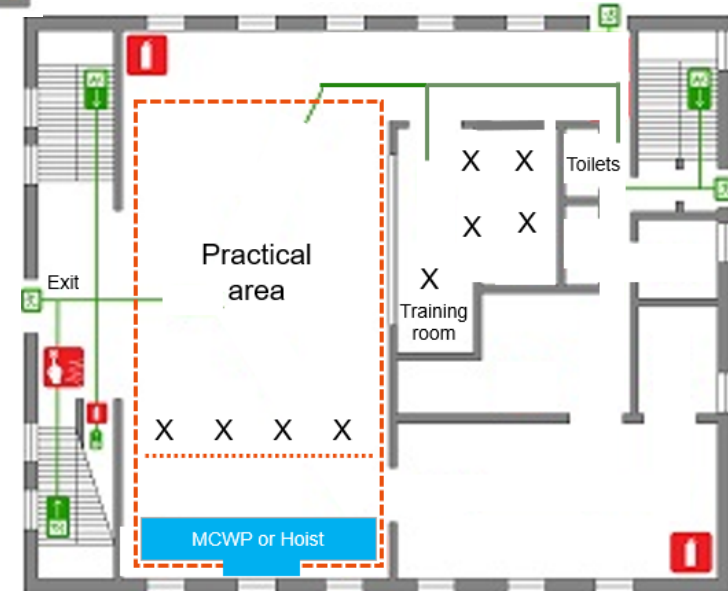 Toilets
X X
X X
Practical
area
X
Exit
Training
room
X X X X
MCWP or Hoist